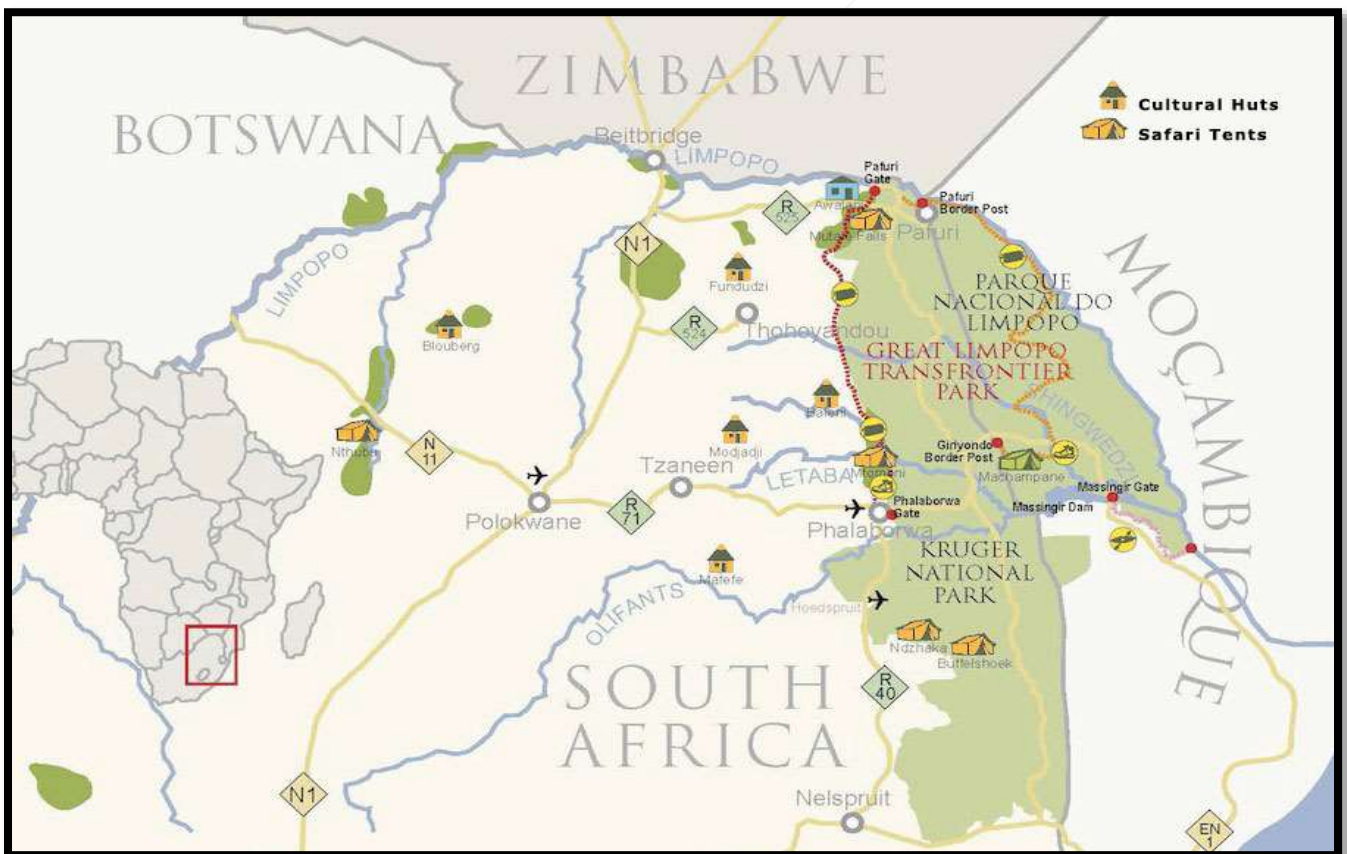 ZIMBABWE
BOTSWANA
Cultural Huts
Safari Tents
Beitbridge
LIMPOPO
Pafuri
Gate
Pafuri
Border Post
R
525
Mutale Falls
Pafuri
N1
LIMPOPO
Fundudzi
R
524
Thohoyandou
Blouberg
PARQUE
NACIONAL DO
LIMPOPO
GREAT LIMPOPO
TRANSFRONTIER
PARK
MOÇAMBIQUE
SHINGWEDZI
Baleni
Modjadji
Nthubu
N
11
Tzaneen
LETABA
Mtomeni
Giriyondo
Border Post
Machampane
Massingir Gate
Massingir Dam
Polokwane
R
71
Phalaborwa
Phalaborwa
Gate
KRUGER
NATIONAL
PARK
Matefe
OLIFANTS
Hoedspruit
Ndzhaka
Buffelshoek
SOUTH
AFRICA
R
40
N1
Nelspruit
EN
1